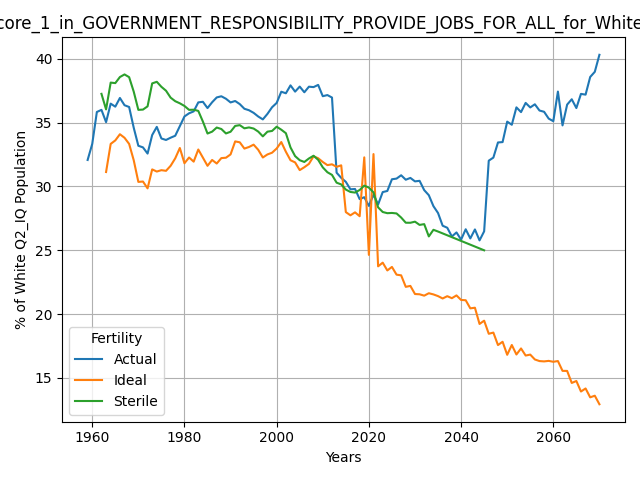 core_1_in_GOVERNMENT_RESPONSIBILITY_PROVIDE_JOBS_FOR_ALL_for_White
% of White Q2_IQ Population
40
35
30
25
20
15
Fertility
Actual
Ideal
Sterile
1960 1980 2000 2020 2040 2060
Years